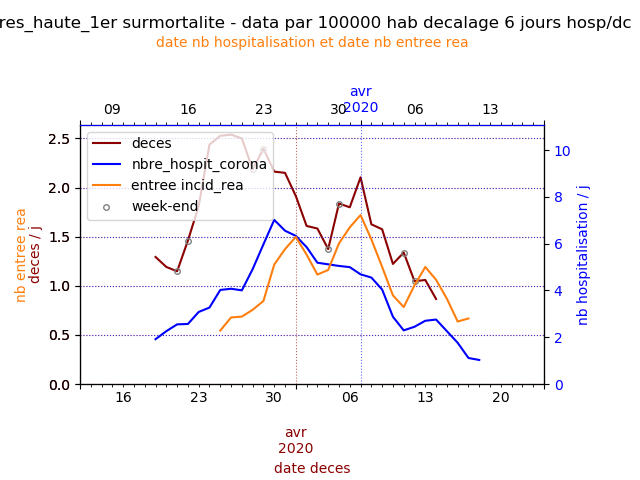 res_haute_1er surmortalite - data par 100000 hab decalage 6 jours hosp/dc
date nb hospitalisation et date nb entree rea
avr
2020
09 16 23 30 06 13
deces
nbre_hospit_corona
entree incid_rea
week-end
2.5
2.0
1.5
1.0
0.5
0.0
10
8
6
4
2
0
nb entree rea
deces / j
nb hospitalisation / j
16 23 30 06 13 20
avr
2020
date deces